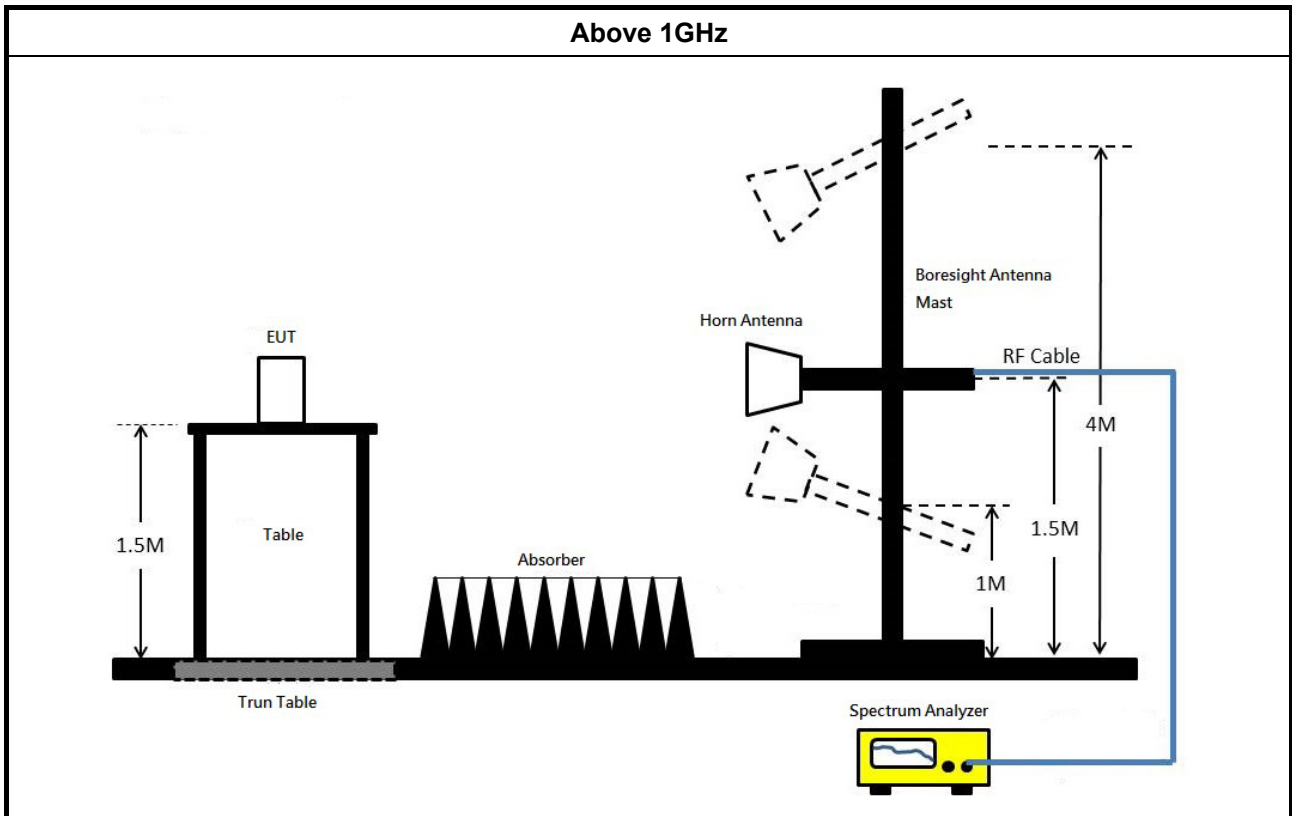 Above 1GHz
Boresight Antenna
Mast
Horn Antenna
EUT
RF Cable
4M
1.5M
Table
1.5M
Absorber
1M
Trun Table
Spectrum Analyzer